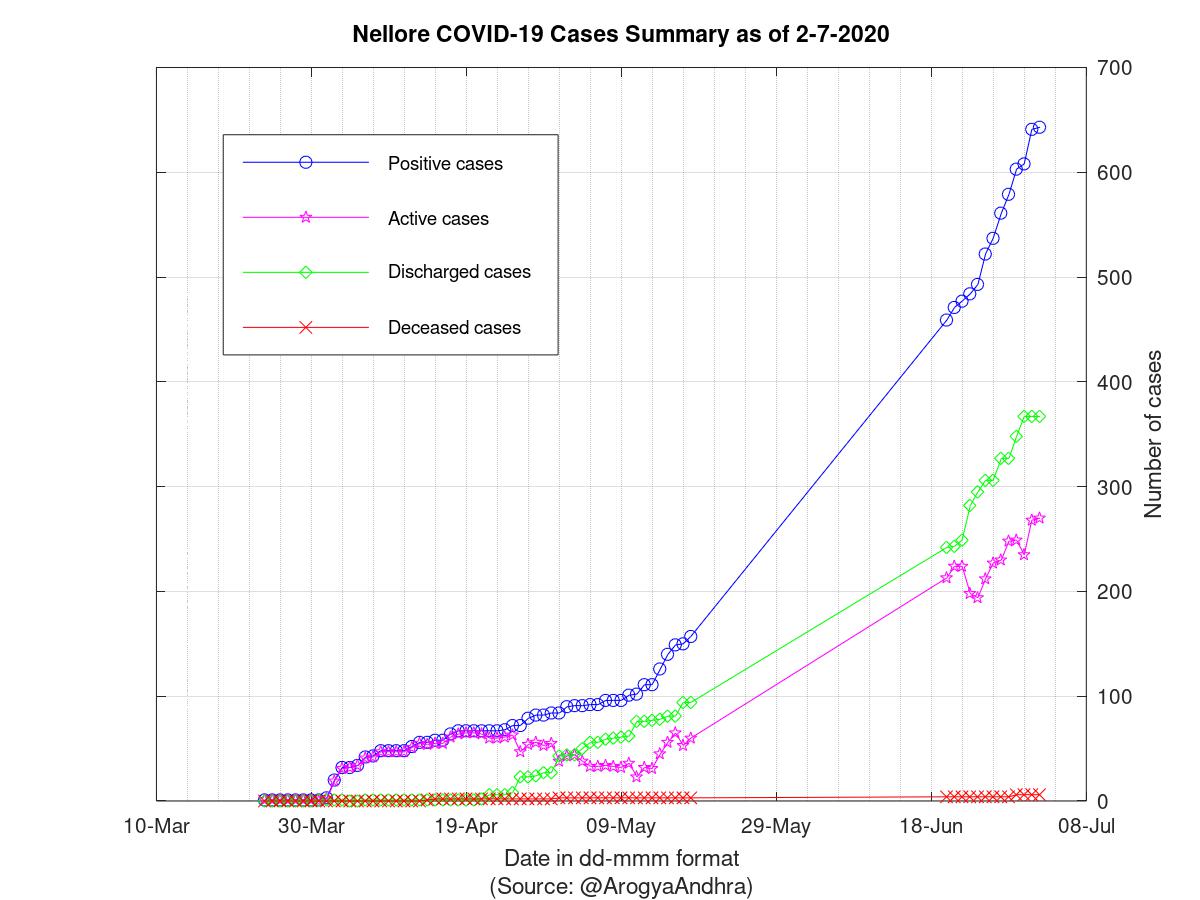 Nellore COVID-19 Cases Summary as of 2-7-2020
Positive cases
Active cases
Discharged cases
Deceased cases
700
600
500
400
300
200
100
0
Number of cases
10-Mar 30-Mar 19-Apr 09-May 29-May 18-Jun 08-Jul
Date in dd-mmm format
(Source: @ArogyaAndhra)